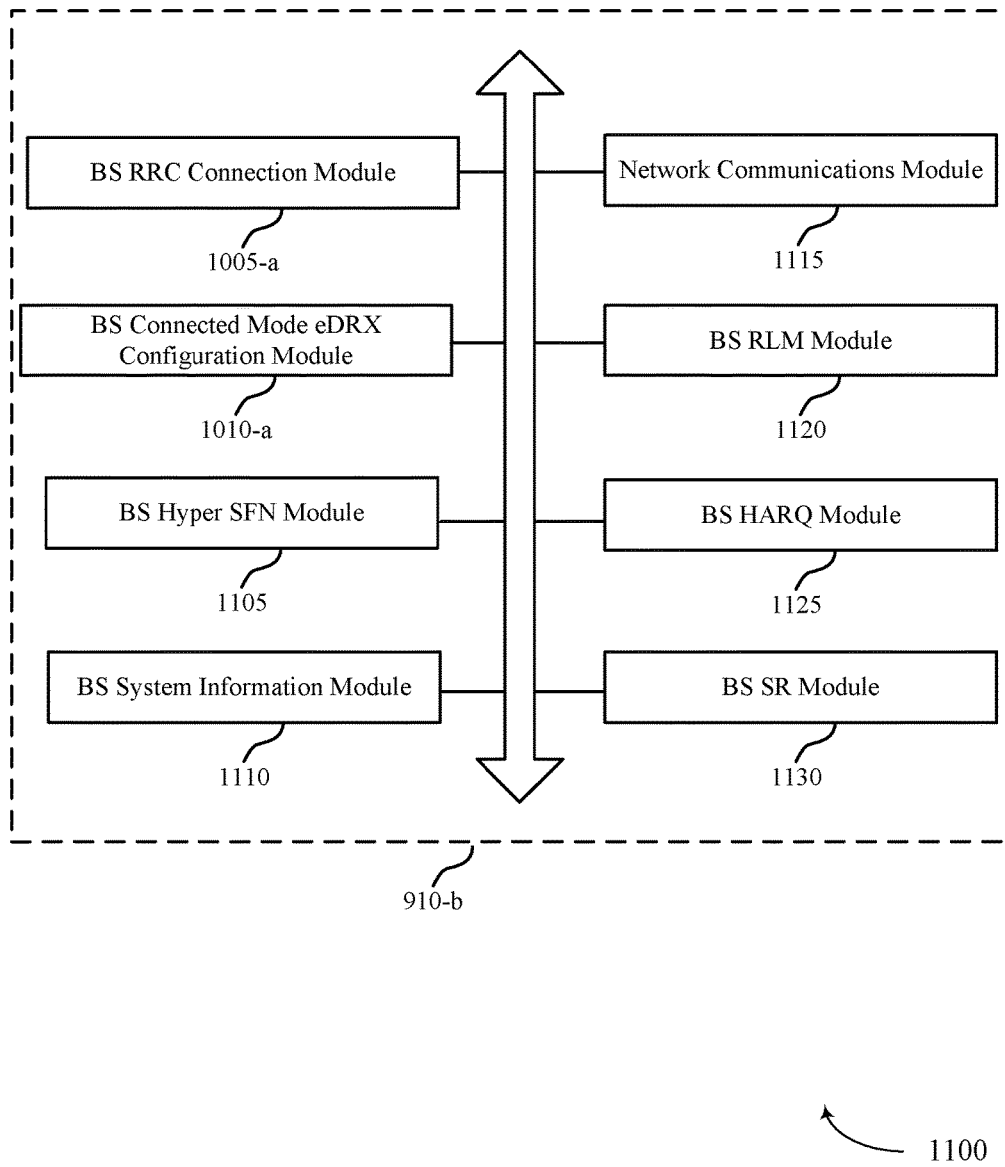 BS RRC Connection Module
1005-a
Network Communications Module
1115
BS Connected Mode eDRX
Configuration Module
1010-a
BS RLM Module
1120
BS Hyper SFN Module
1105
BS HARQ Module
1125
BS System Information Module
1110
BS SR Module
1130
910-b
1100